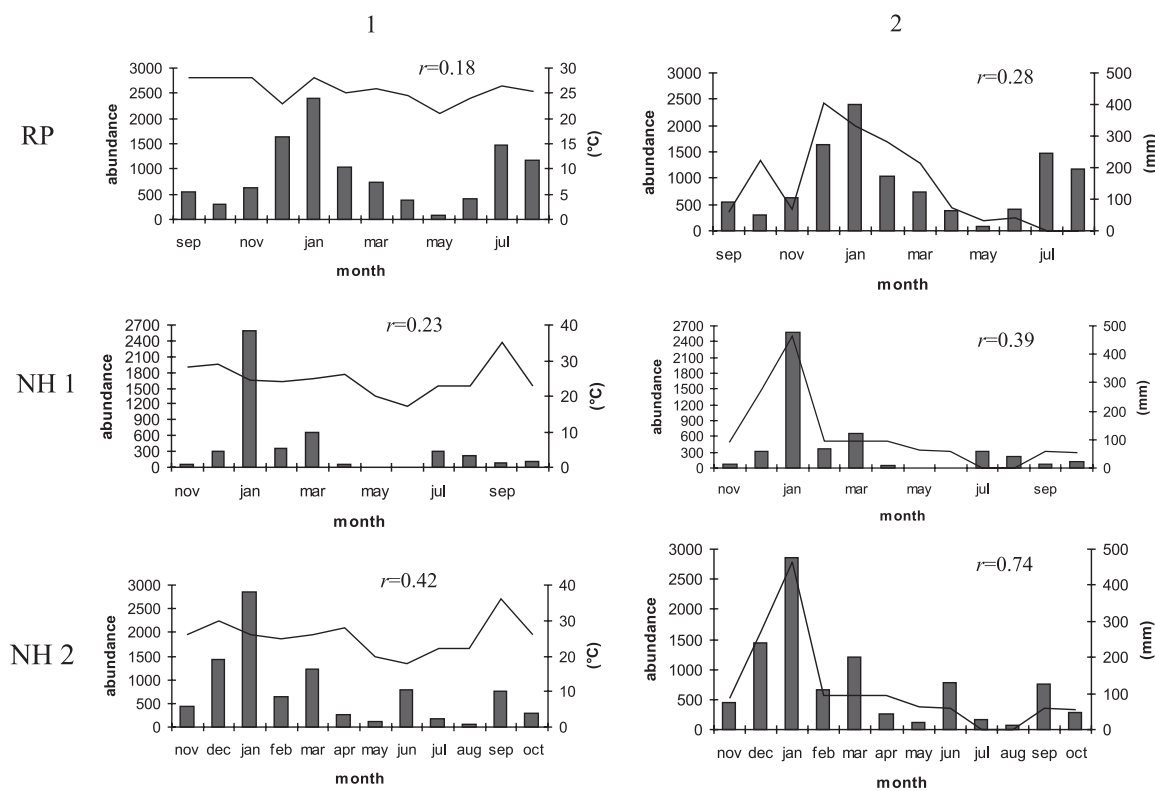 1
2
RP
r=0.18
3000
2500
2000
1500
1000
500
0
abundance
30
25
20
15
10
5
0
(°C)
sep nov jan mar may jul
month
r=0.28
3000
2500
2000
1500
1000
500
0
abundance
500
400
300
200
100
0
(mm)
sep nov jan mar may jul
month
NH 1
r=0.23
2700
2400
2100
1800
1500
1200
900
600
300
0
abundance
40
30
20
10
0
(°C)
nov jan mar may jul sep
month
r=0.39
2700
2400
2100
1800
1500
1200
900
600
300
0
abundance
500
400
300
200
100
0
(mm)
nov jan mar may jul sep
month
NH 2
r=0.42
3000
2500
2000
1500
1000
500
0
abundance
40
30
20
10
0
(°C)
nov dec jan feb mar apr may jun jul aug sep oct
month
r=0.74
3000
2500
2000
1500
1000
500
0
abundance
500
400
300
200
100
0
(mm)
nov dec jan feb mar apr may jun jul aug sep oct
month